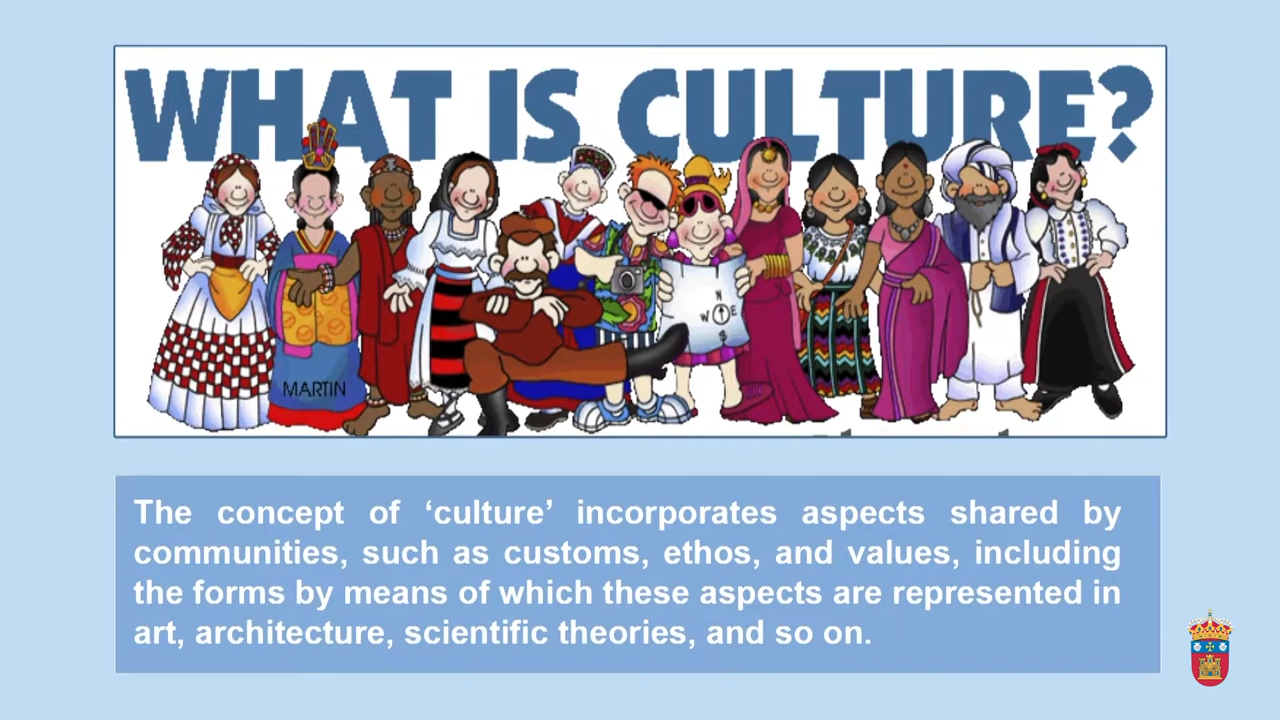 WHAT IS CULTURE?
MARTIN
N
W E
S
The concept of ‘culture’ incorporates aspects shared by
communities, such as customs, ethos, and values, including
the forms by means of which these aspects are represented in
art, architecture, scientific theories, and so on.